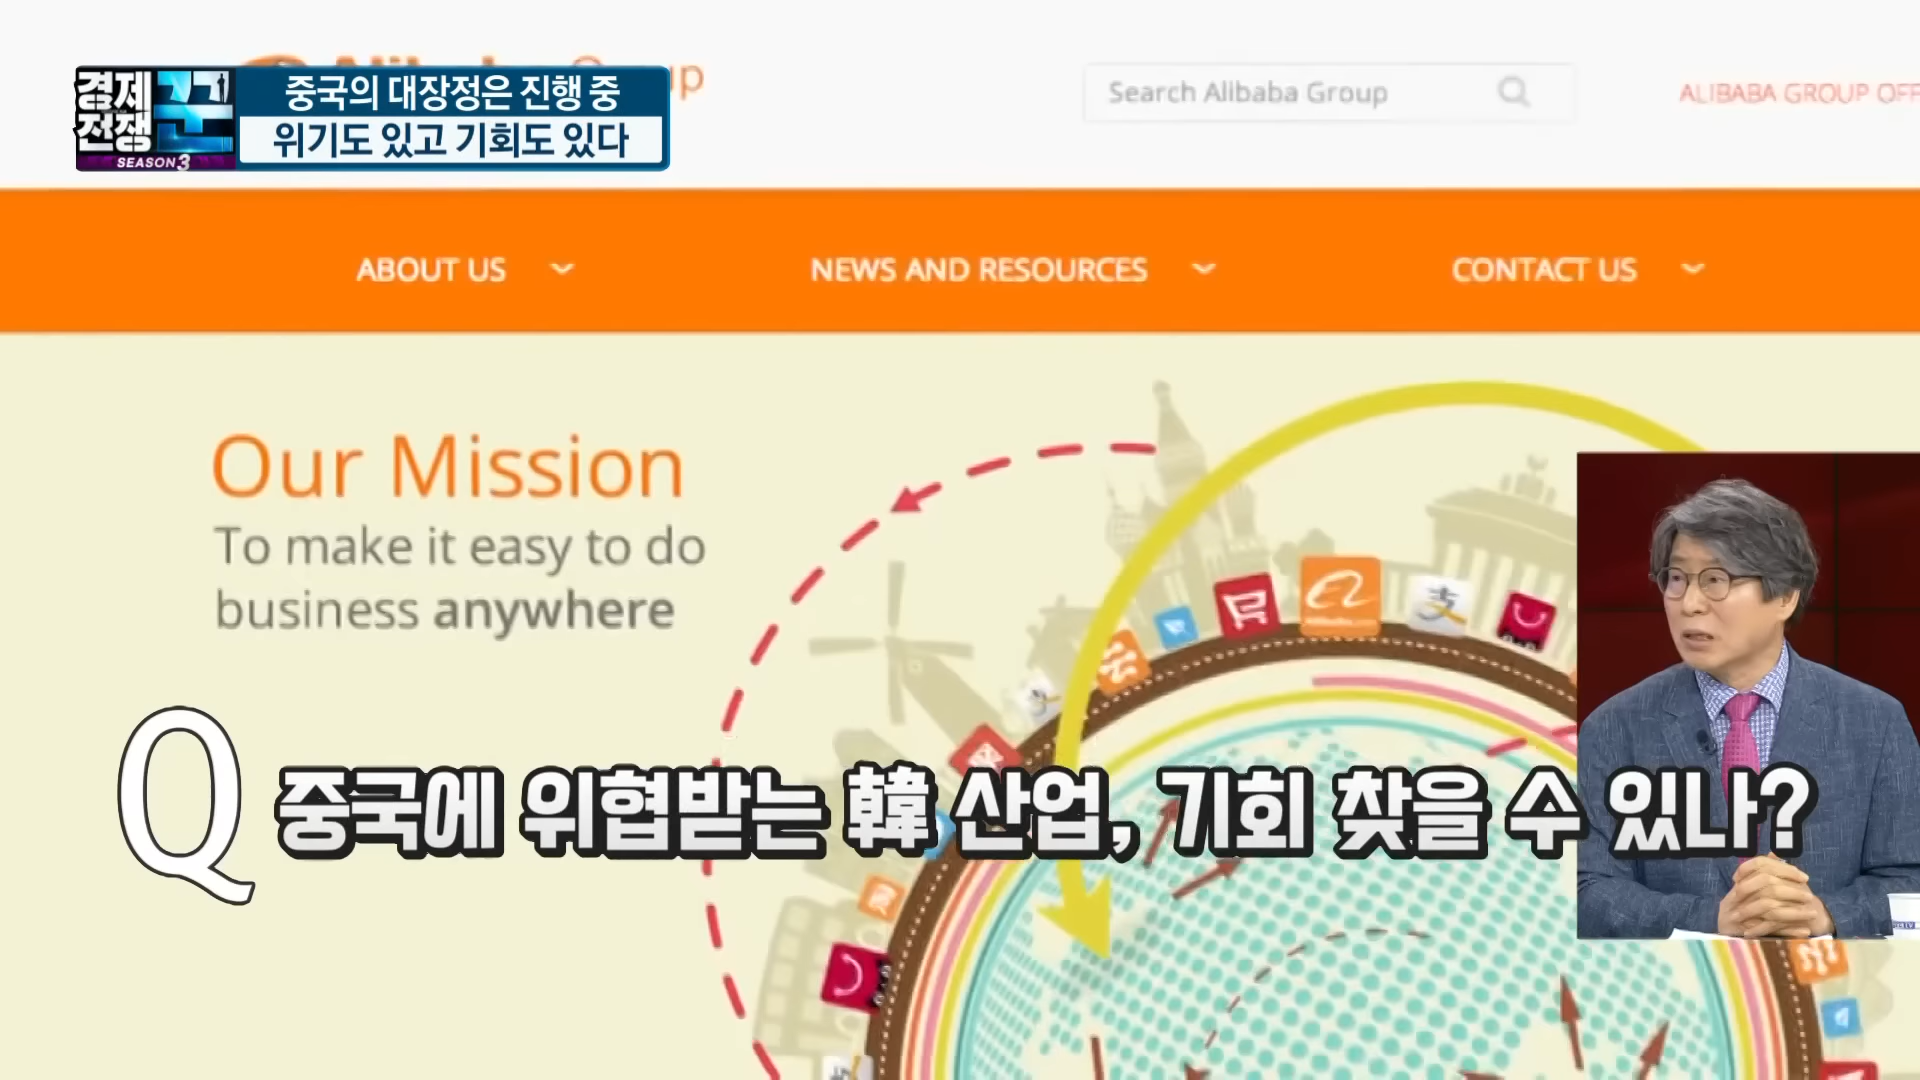 경제
전쟁
꾼
SEASON3
중국의 대장정은 진행 중
위기도 있고 기회도 있다
Search Alibaba Group
ALIBABA GROUP
ABOUT US
NEWS AND RESOURCES
CONTACT US
Our Mission
To make it easy to do
business anywhere
Q 중국에 위협받는 韓 산업, 기회 찾을 수 있나?